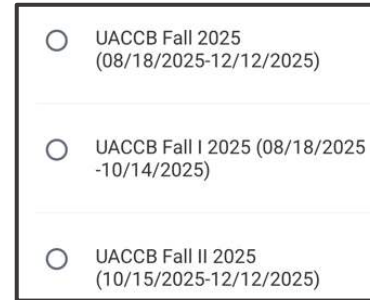 UACCB Fall 2025
(08/18/2025-12/12/2025)
UACCB Fall I 2025 (08/18/2025
-10/14/2025)
UACCB Fall II 2025
(10/15/2025-12/12/2025)